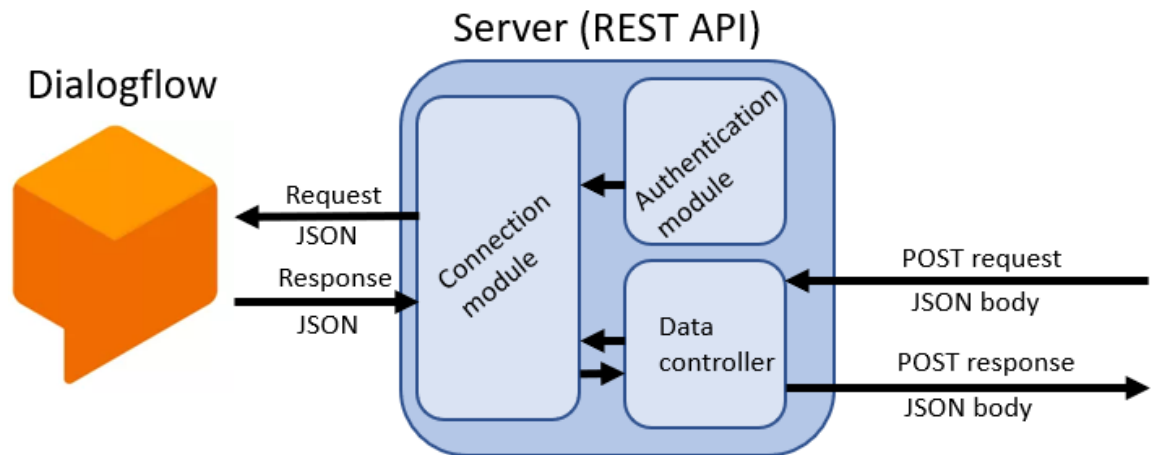 Server (REST API)
Dialogflow
Request
JSON
Response
JSON
Connection
module
Authentication
module
Data
controller
POST request
JSON body
POST response
JSON body